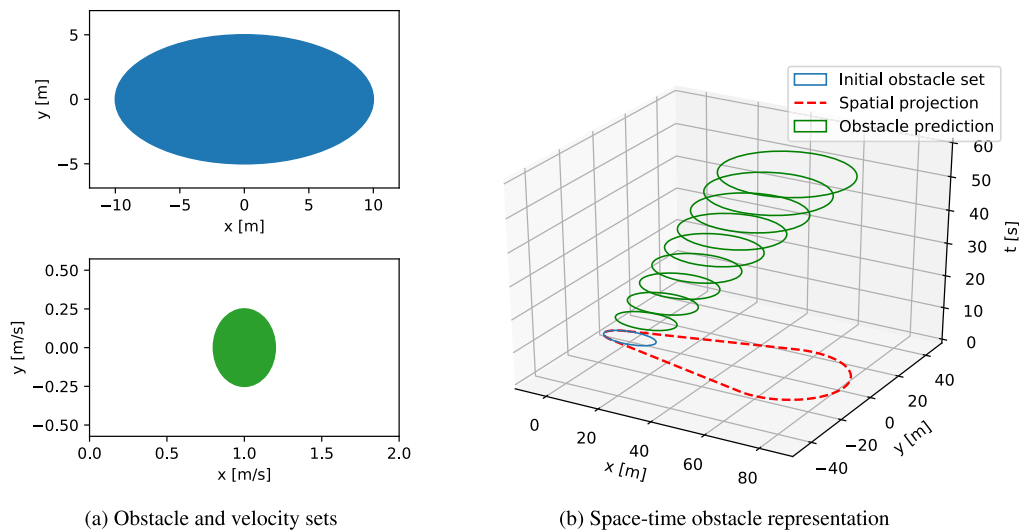 5
0
−5
y [m]
−10
−5
0
5
10
x [m]
0.50
0.25
0.00
−0.25
−0.50
y [m/s]
0.0
0.5
1.0
1.5
2.0
x [m/s]
(a) Obstacle and velocity sets
Initial obstacle set
Spatial projection
Obstacle prediction
60
50
40
30
20
10
0
t [s]
0
20
40
60
80
x [m]
−40
−20
0
20
40
y [m]
(b) Space-time obstacle representation